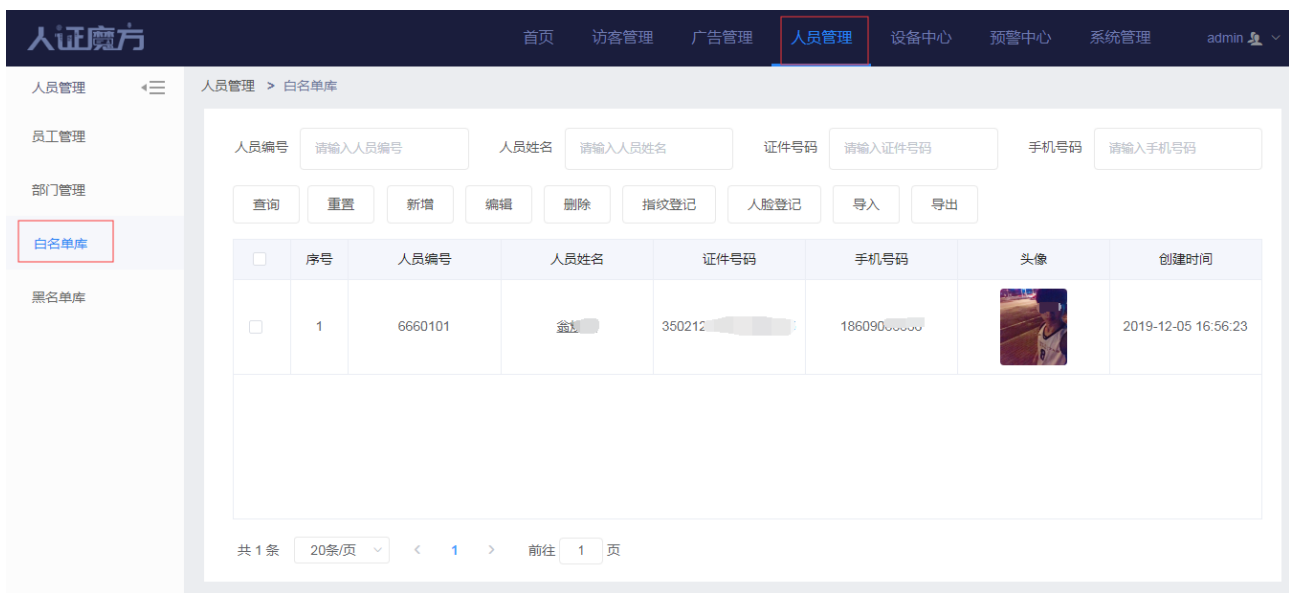 人证魔方 首页 访客管理 广告管理 人员管理 设备中心 预警中心 系统管理 admin
人员管理
员工管理
部门管理
白名单库
黑名单库
人员管理 > 白名单库
人员编号 请输入人员编号 人员姓名 请输入人员姓名 证件号码 请输入证件号码 手机号码 请输入手机号码
查询 重置 新增 编辑 删除 指纹登记 人脸登记 导入 导出
序号 人员编号 人员姓名 证件号码 手机号码 头像 创建时间
1 6660101 翁 350212 18609 2019-12-05 16:56:23
共 1 条 20条/页 < 1 > 前往 1 页